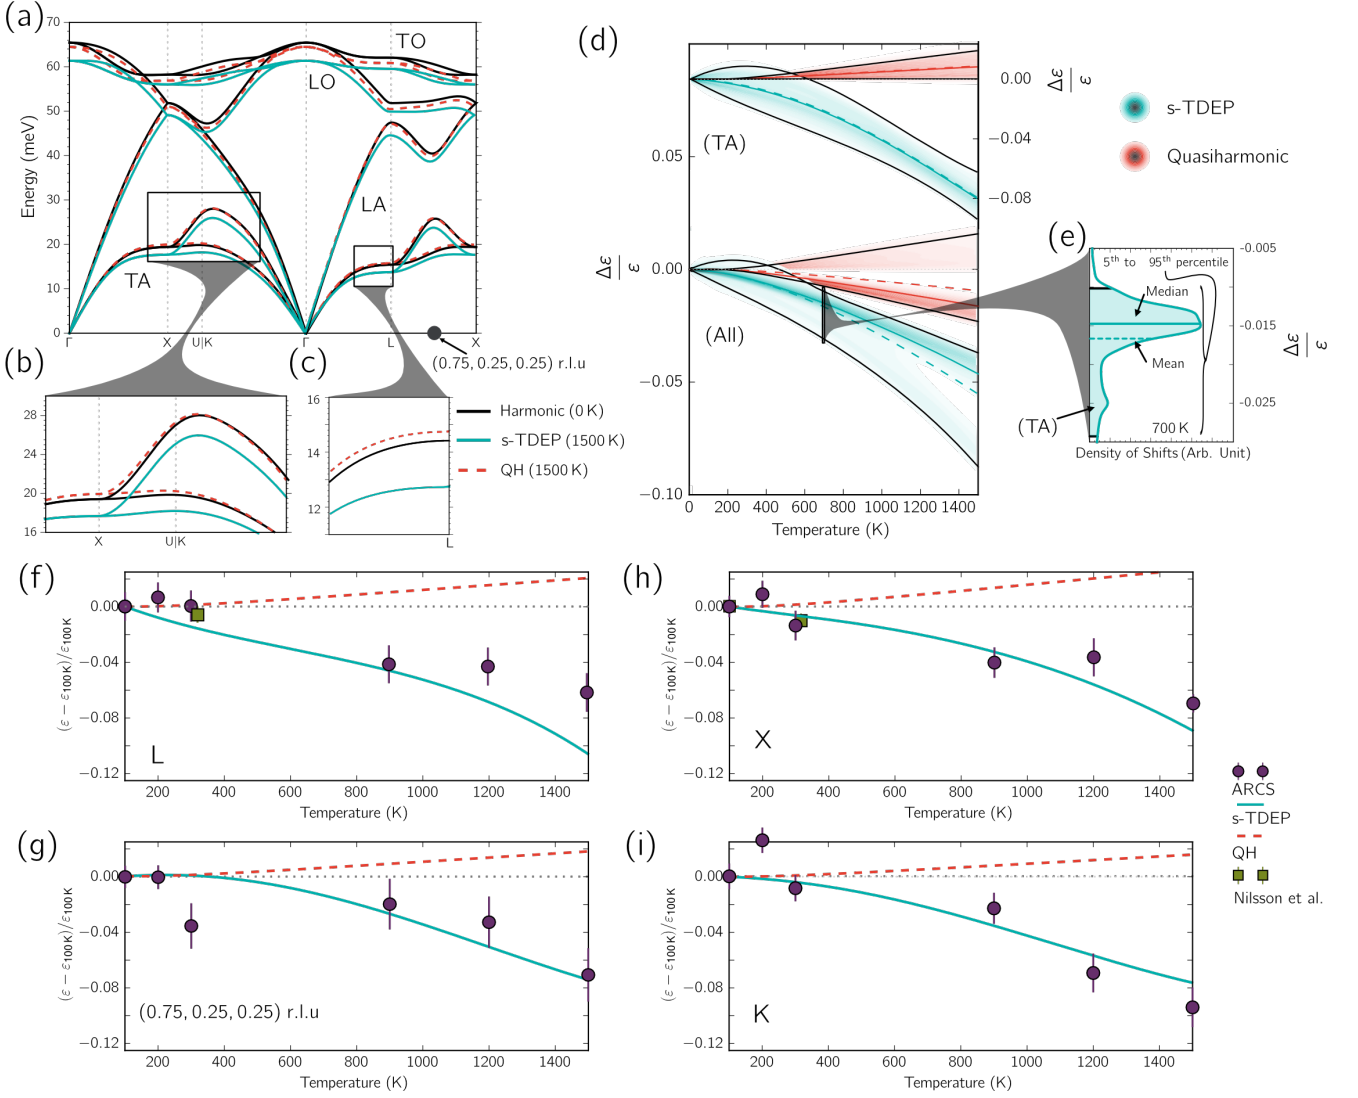 (a)
Energy (meV)
70
60
50
40
30
20
10
0
TO
LO
LA
TA
Γ
X
U|K
Γ
L
X
(0.75, 0.25, 0.25) r.l.u
(b)
28
24
20
16
X
U|K
(c)
16
14
12
L
Harmonic (0 K)
s-TDEP (1500 K)
QH (1500 K)
(d)
(TA)
(All)
0.05
0.00
−0.05
−0.10
Δε/ε
0.00
−0.04
−0.08
Δε/ε
0 200 400 600 800 1000 1200 1400
Temperature (K)
s-TDEP
Quasiharmonic
(e)
5th to 95th percentile
Median
Mean
(TA)
700 K
−0.005
−0.015
−0.025
Δε/ε
Density of Shifts (Arb. Unit)
(f)
(ε − ε100K)/ε100K
0.00
−0.04
−0.08
−0.12
L
200 400 600 800 1000 1200 1400
Temperature (K)
(h)
(ε − ε100K)/ε100K
0.00
−0.04
−0.08
−0.12
X
200 400 600 800 1000 1200 1400
Temperature (K)
(g)
(ε − ε100K)/ε100K
0.00
−0.04
−0.08
−0.12
(0.75, 0.25, 0.25) r.l.u
200 400 600 800 1000 1200 1400
Temperature (K)
(i)
(ε − ε100K)/ε100K
0.00
−0.04
−0.08
−0.12
K
200 400 600 800 1000 1200 1400
Temperature (K)
ARCS
s-TDEP
QH
Nilsson et al.